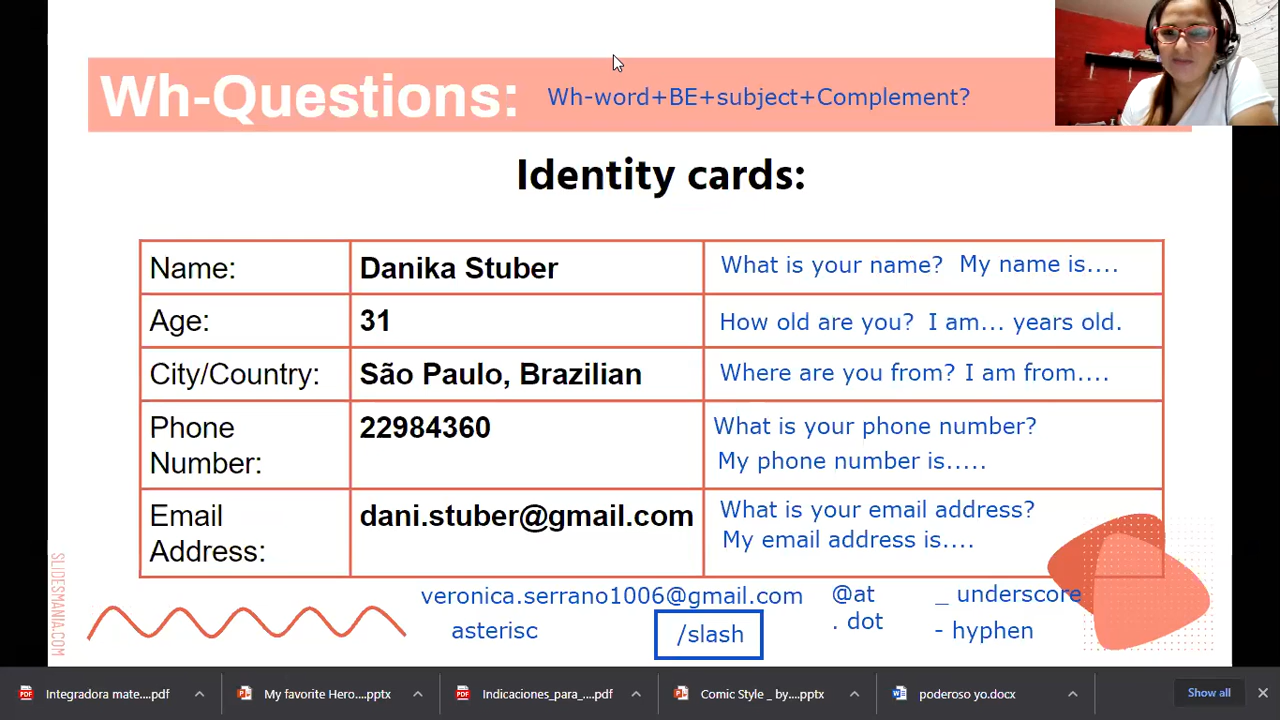 Wh-Questions: Wh-word+BE+subject+Complement?
Identity cards:
Name: Danika Stuber What is your name? My name is....
Age: 31 How old are you? I am... years old.
City/Country: São Paulo, Brazilian Where are you from? I am from....
Phone Number: 22984360 What is your phone number?
My phone number is.....
Email Address: dani.stuber@gmail.com What is your email address?
My email address is....
veronica.serrano1006@gmail.com @at _ underscore
asterisc /slash . dot - hyphen
SLIDESMANIA.COM
Integradora mate....pdf My favorite Hero....pptx Indicaciones_para_....pdf Comic Style _ by....pptx poderoso yo.docx Show all